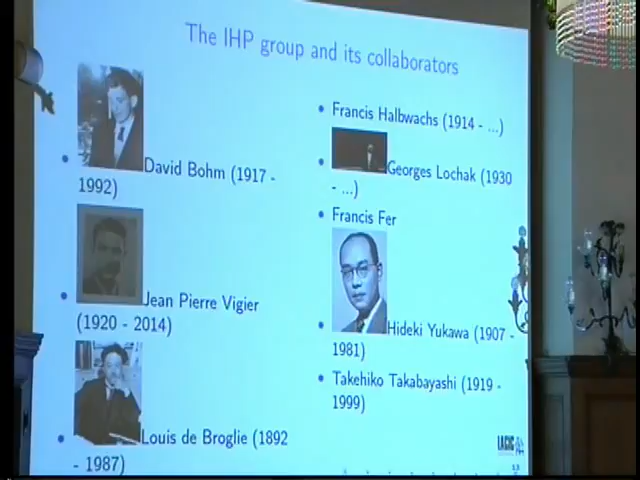 The IHP group and its collaborators
David Bohm (1917 -
1992)
Jean Pierre Vigier
(1920 - 2014)
Louis de Broglie (1892
- 1987)
Francis Halbwachs (1914 - ...)
Georges Lochak (1930
- ...)
Francis Fer
Hideki Yukawa (1907 -
1981)
Takehiko Takabayashi (1919 -
1999)